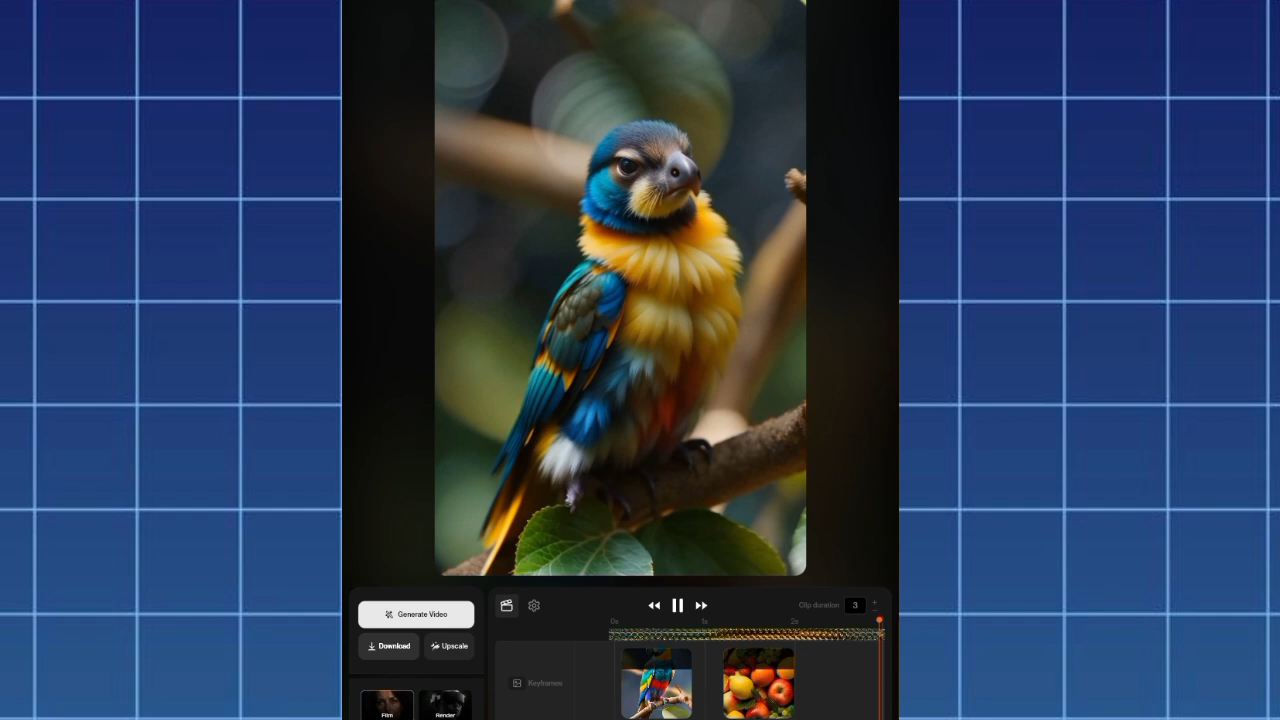 Generate Video
Clip duration 3 + -
0s 1s 2s
Download
Upscale
Keyframes
Film
Render